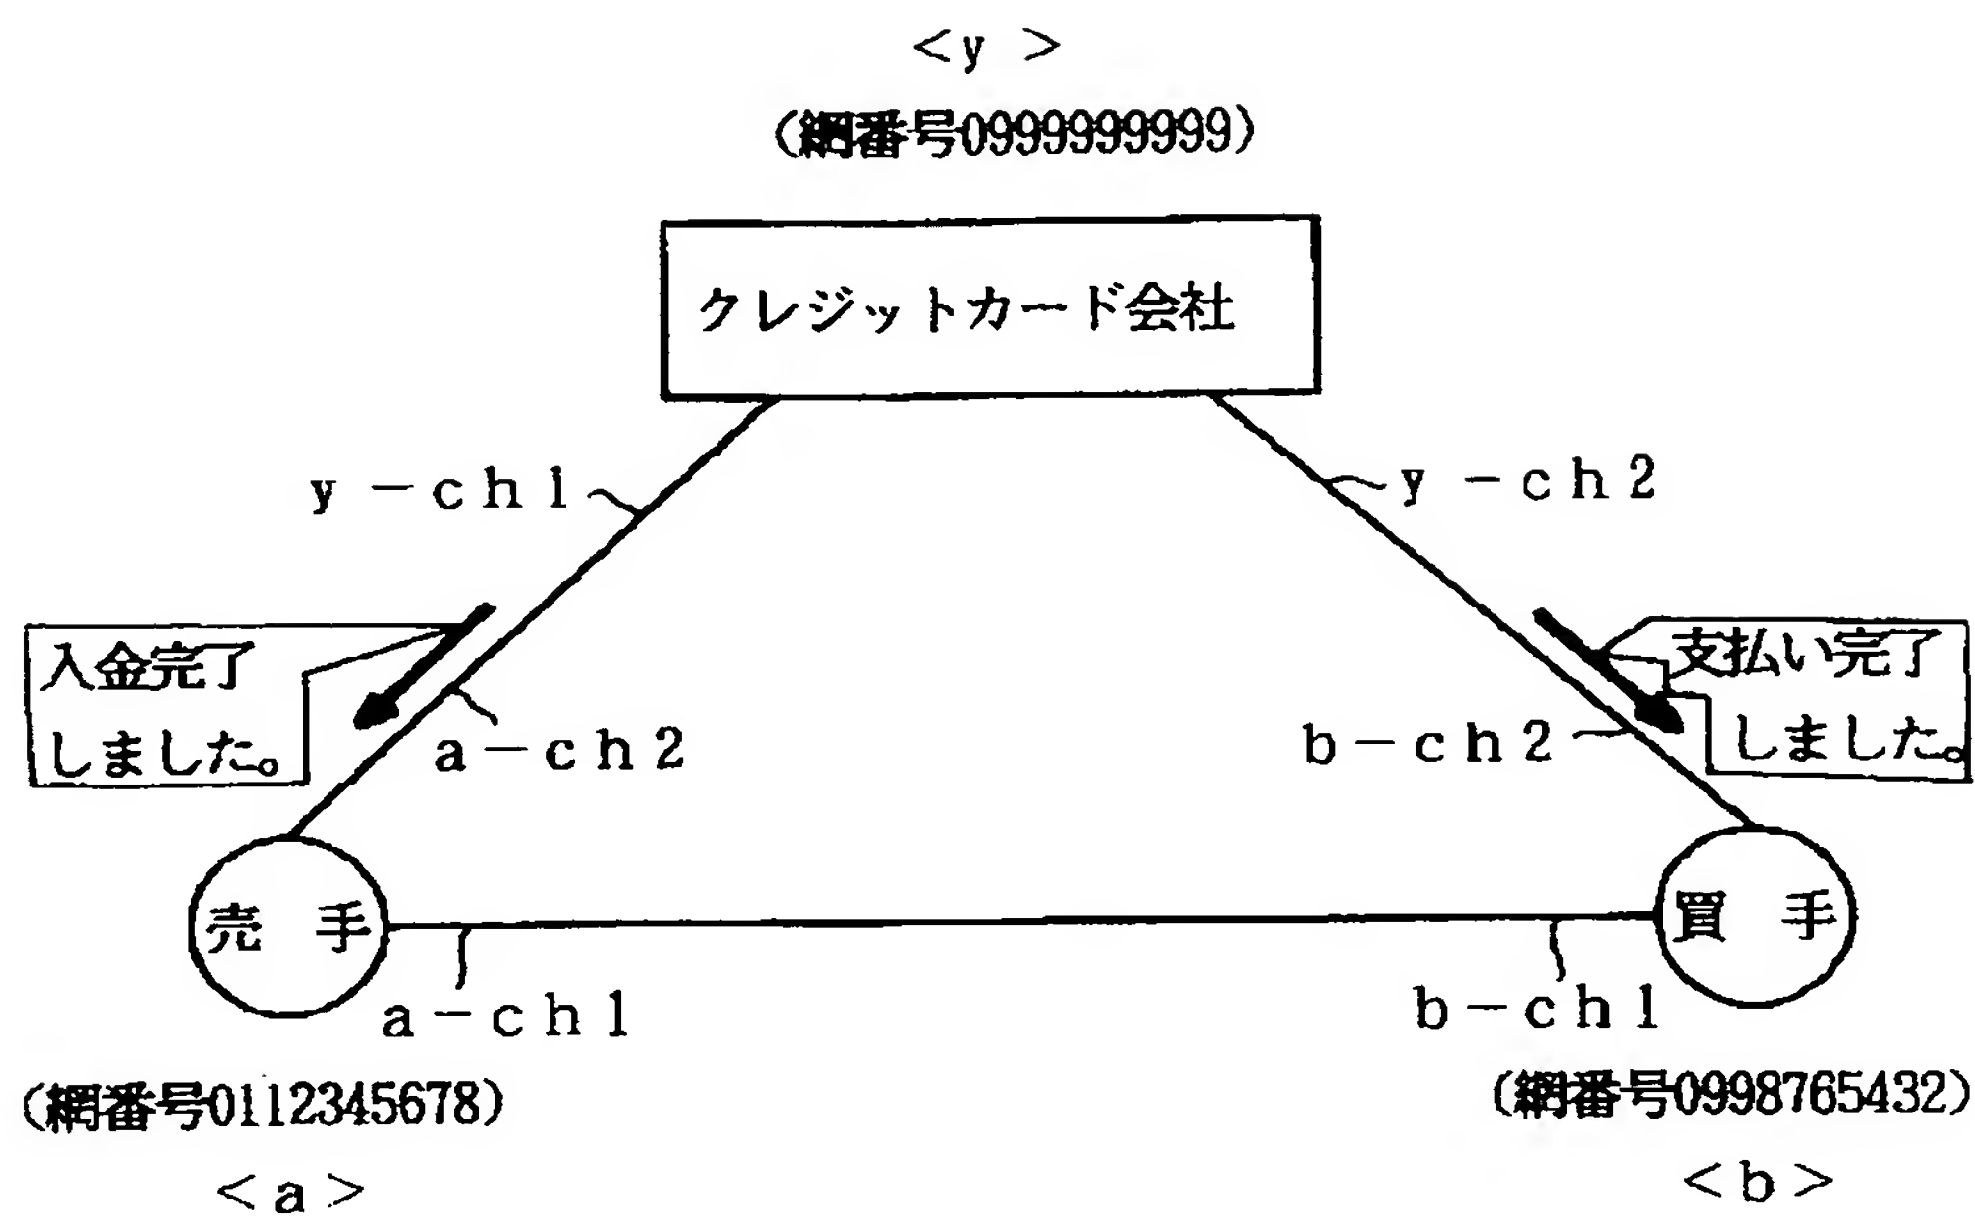 <y>
(網番号0999999999)
クレジットカード会社
y-ch1
y-ch2
入金完了
しました。
支払い完了
しました。
a-ch2
b-ch2
売 手
買 手
a-ch1
b-ch1
(網番号0112345678)
(網番号0998765432)
<a>
<b>